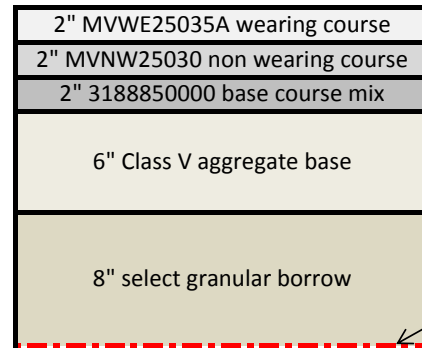 2" MVWE25035A wearing course
2" MVNW25030 non wearing course
2" 3188850000 base course mix
6" Class V aggregate base
8" select granular borrow